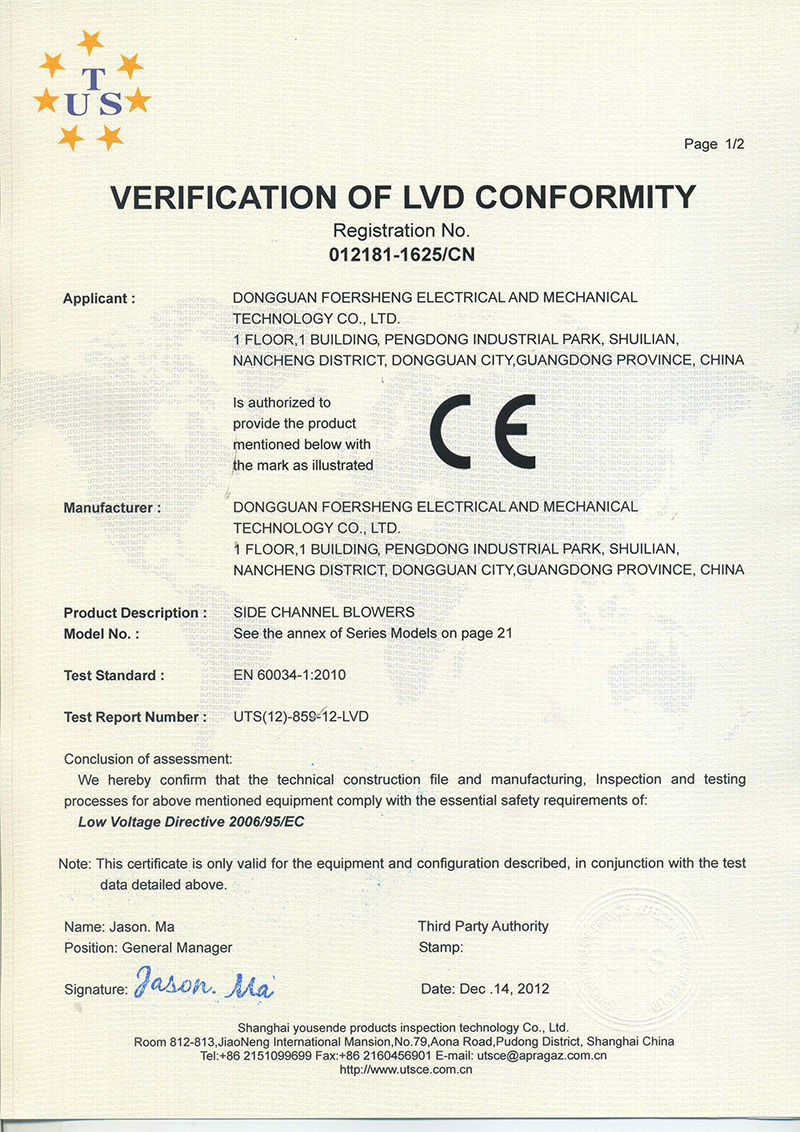 T
U S
Page 1/2
VERIFICATION OF LVD CONFORMITY
Registration No.
012181-1625/CN
Applicant :
DONGGUAN FOERSHENG ELECTRICAL AND MECHANICAL
TECHNOLOGY CO., LTD.
1 FLOOR,1 BUILDING, PENGDONG INDUSTRIAL PARK, SHUILIAN,
NANCHENG DISTRICT, DONGGUAN CITY,GUANGDONG PROVINCE, CHINA
Is authorized to
provide the product
mentioned below with
the mark as illustrated
CE
Manufacturer :
DONGGUAN FOERSHENG ELECTRICAL AND MECHANICAL
TECHNOLOGY CO., LTD.
1 FLOOR,1 BUILDING, PENGDONG INDUSTRIAL PARK, SHUILIAN,
NANCHENG DISTRICT, DONGGUAN CITY,GUANGDONG PROVINCE, CHINA
Product Description : SIDE CHANNEL BLOWERS
Model No. : See the annex of Series Models on page 21
Test Standard : EN 60034-1:2010
Test Report Number : UTS(12)-859-12-LVD
Conclusion of assessment:
We hereby confirm that the technical construction file and manufacturing, Inspection and testing
processes for above mentioned equipment comply with the essential safety requirements of:
Low Voltage Directive 2006/95/EC
Note: This certificate is only valid for the equipment and configuration described, in conjunction with the test
data detailed above.
Name: Jason. Ma
Position: General Manager
Signature: Jason. Ma
Third Party Authority
Stamp:
Date: Dec .14, 2012
Shanghai yousende products inspection technology Co., Ltd.
Room 812-813,JiaoNeng International Mansion,No.79,Aona Road,Pudong District, Shanghai China
Tel:+86 2151099699 Fax:+86 2160456901 E-mail: utsce@apragaz.com.cn
http://www.utsce.com.cn